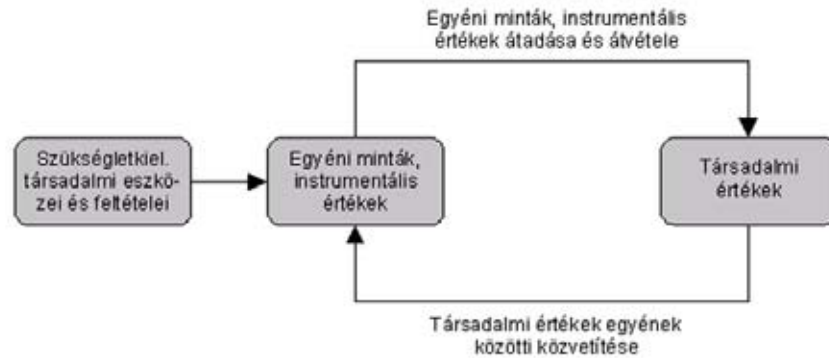 Egyéni minták, instrumentális
értékek átadása és átvétele
Szükségletkiel.
társadalmi eszkö-
zei és feltételei
Egyéni minták,
instrumentális
értékek
Társadalmi
értékek
Társadalmi értékek egyének
közötti közvetítése